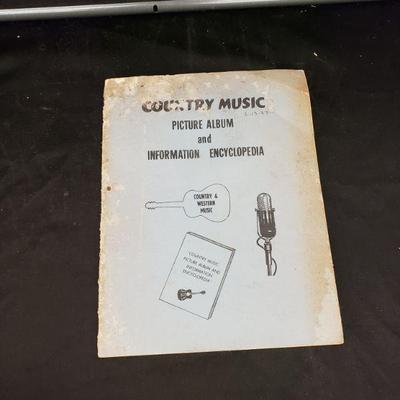 COUNTRY MUSIC
PICTURE ALBUM
and
INFORMATION ENCYCLOPEDIA
COUNTRY &
WESTERN
MUSIC
"COUNTRY MUSIC
PICTURE ALBUM AND
INFORMATION
ENCYCLOPEDIA"